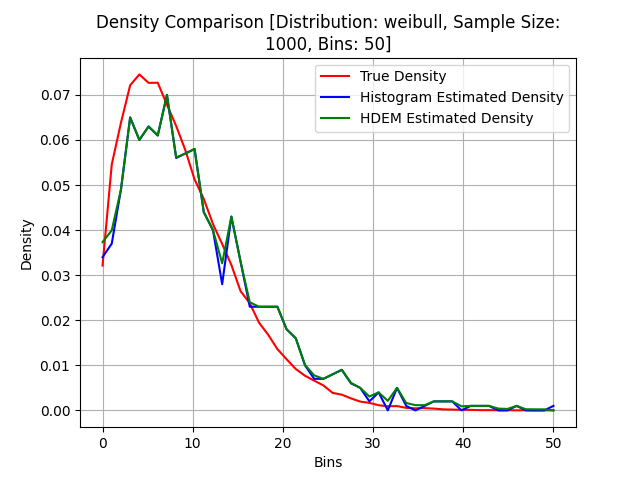 Density Comparison [Distribution: weibull, Sample Size:
1000, Bins: 50]
True Density
Histogram Estimated Density
HDEM Estimated Density
Density
0.07
0.06
0.05
0.04
0.03
0.02
0.01
0.00
0 10 20 30 40 50
Bins